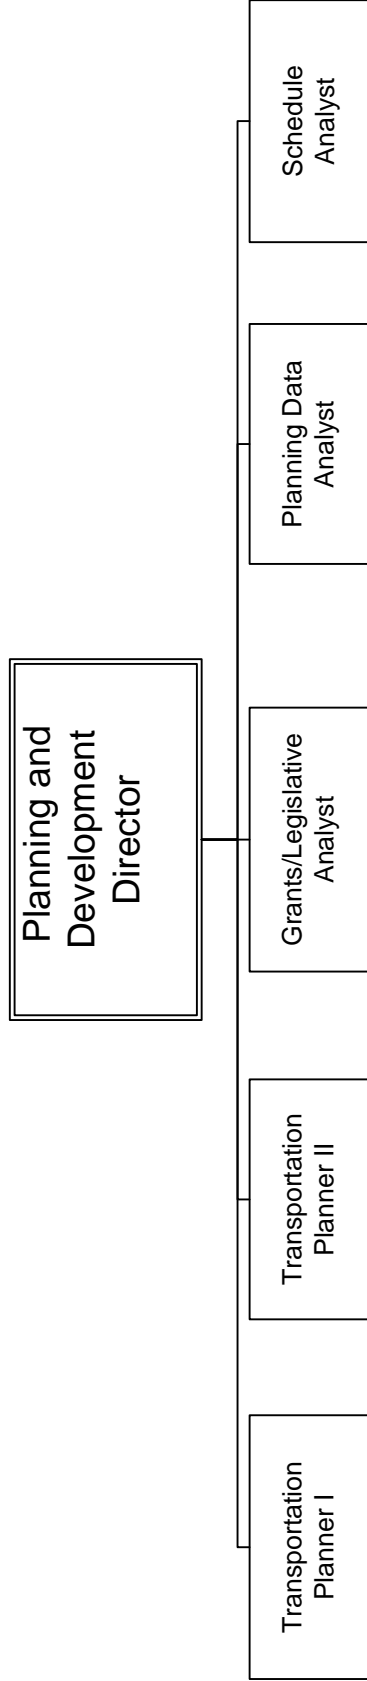 Planning and
Development
Director
Transportation
Planner I
Transportation
Planner II
Grants/Legislative
Analyst
Planning Data
Analyst
Schedule
Analyst